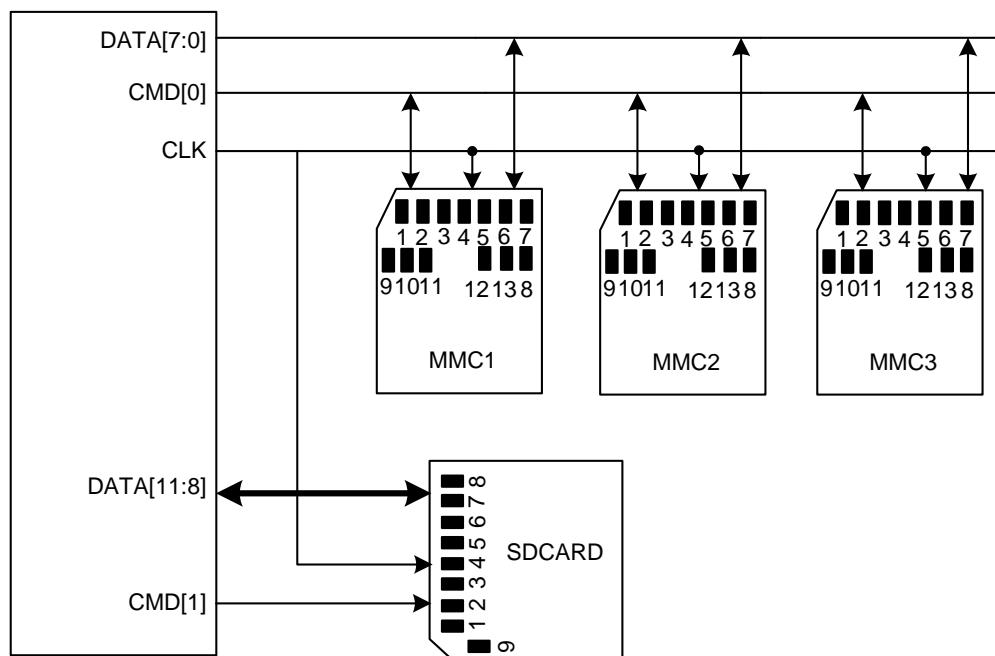 DATA[7:0]
CMD[0]
CLK
1 2 3 4 5 6 7
9 10 11 12 13 8
MMC1
1 2 3 4 5 6 7
9 10 11 12 13 8
MMC2
1 2 3 4 5 6 7
9 10 11 12 13 8
MMC3
DATA[11:8]
CMD[1]
8
7
6
5
4
3
2
1
9
SDCARD